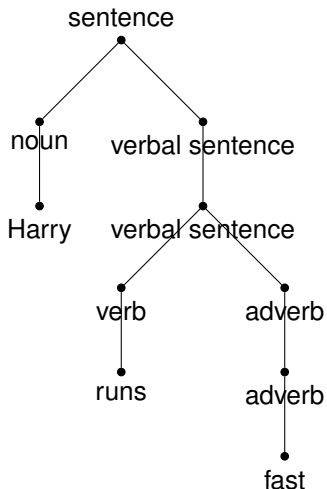 sentence
noun
verbal sentence
Harry
verbal sentence
verb
adverb
runs
adverb
fast